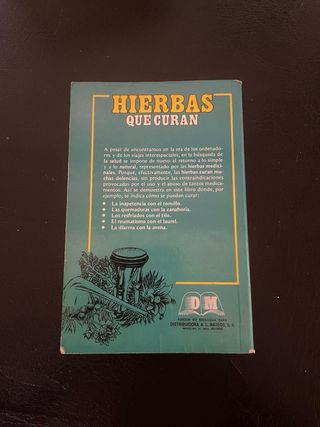 HIERBAS
QUE CURAN
A pesar de encontrarnos en la era de los ordenado-
res y de los viajes interespaciales, en la búsqueda de
la salud se impone de nuevo el retorno a lo simple
y a lo natural, representado por las hierbas medici-
nales. Porque, efectivamente, las hierbas curan mu-
chas dolencias, sin producir las contraindicaciones
provocadas por el uso y el abuso de tantos medica-
mentos. Así se demuestra en este libro donde, por
ejemplo, se indica cómo se pueden curar:
• La inapetencia con el tomillo.
• Las quemaduras con la zanahoria.
• Los resfriados con el tilo.
• El reumatismo con el laurel.
• La diarrea con la avena.
D M
EDICION EN EXCLUSIVA PARA
DISTRIBUIDORA A. L. MATEOS, S. A.